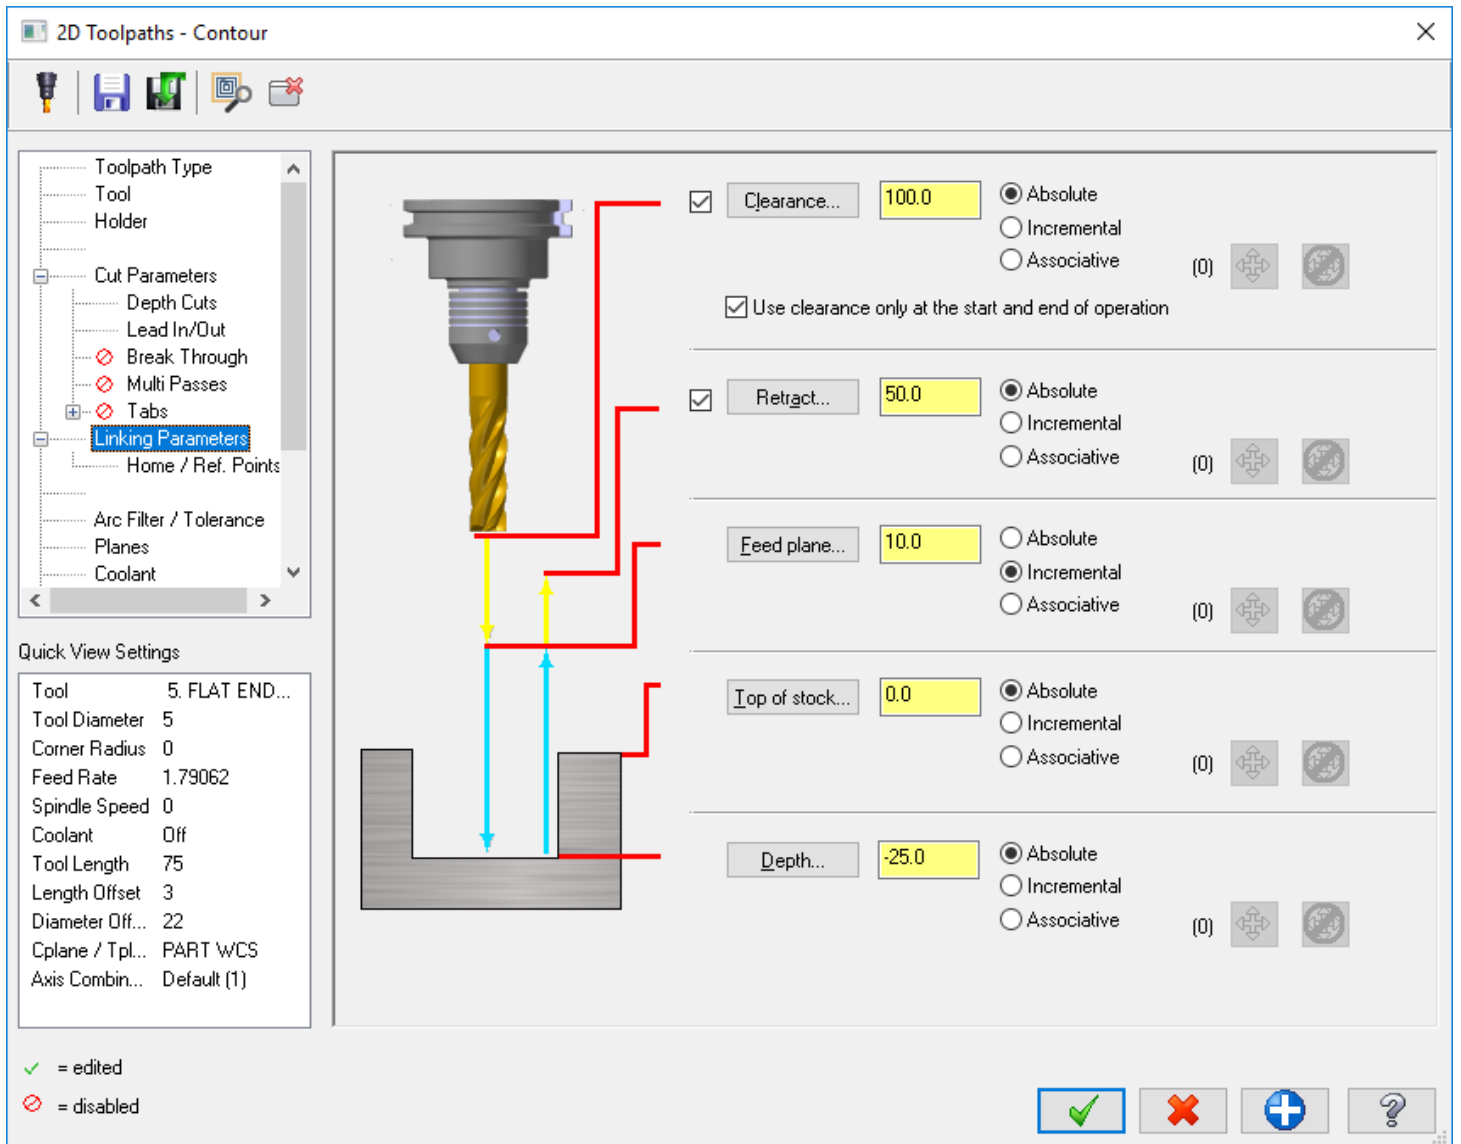 2D Toolpaths - Contour
Toolpath Type
Tool
Holder
Cut Parameters
Depth Cuts
Lead In/Out
Break Through
Multi Passes
Tabs
Linking Parameters
Home / Ref. Points
Arc Filter / Tolerance
Planes
Coolant
Quick View Settings
Tool 5. FLAT END...
Tool Diameter 5
Corner Radius 0
Feed Rate 1.79062
Spindle Speed 0
Coolant Off
Tool Length 75
Length Offset 3
Diameter Off... 22
Cplane / Tpl... PART WCS
Axis Combin... Default (1)
= edited
= disabled
Clearance... 100.0 Absolute
Incremental
Associative (0)
Use clearance only at the start and end of operation
Retract... 50.0 Absolute
Incremental
Associative (0)
Feed plane... 10.0 Absolute
Incremental
Associative (0)
Top of stock... 0.0 Absolute
Incremental
Associative (0)
Depth... -25.0 Absolute
Incremental
Associative (0)